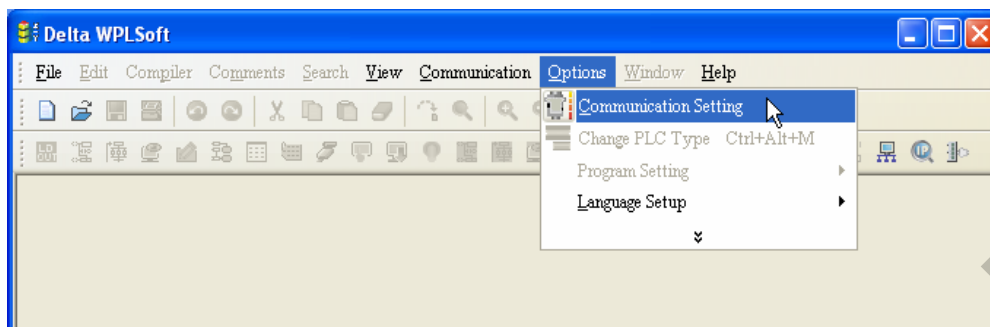 Delta WPLSoft
File Edit Compiler Comments Search View Communication Options Window Help
Communication Setting
Change PLC Type Ctrl+Alt+M
Program Setting
Language Setup